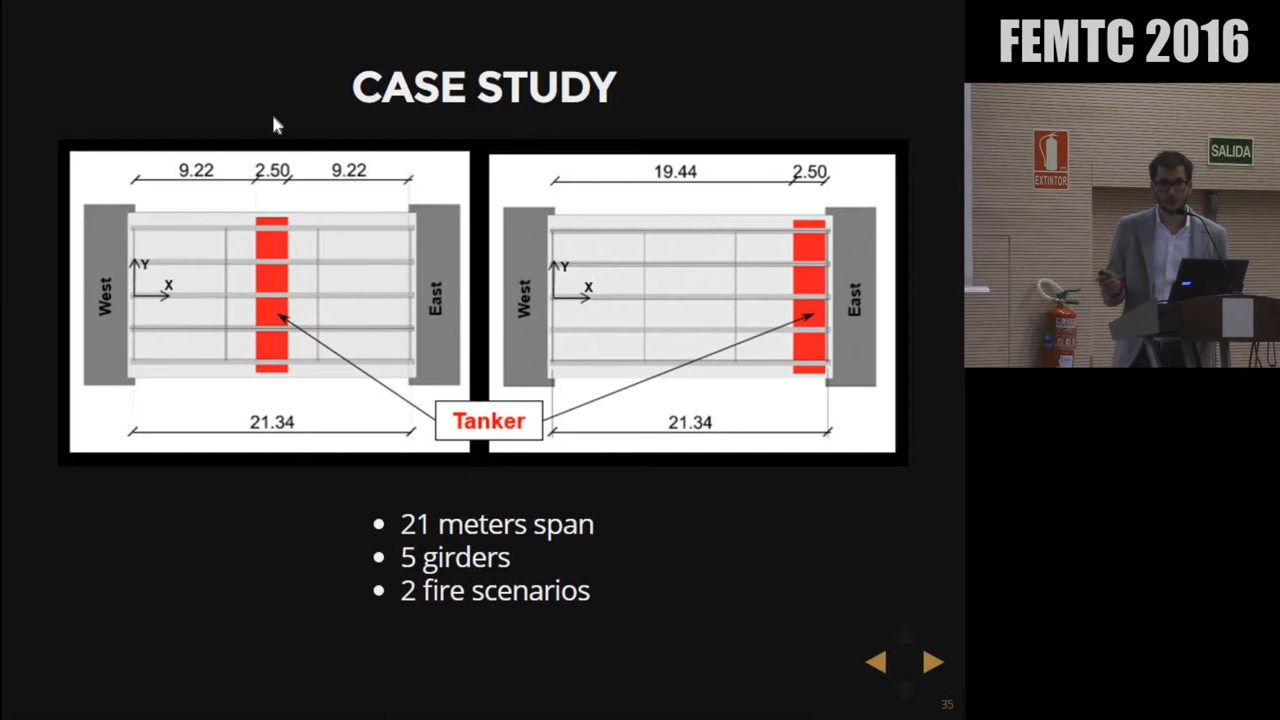 FEMTC 2016
CASE STUDY
9.22 2.50 9.22
19.44 2.50
West
Y
X
East
West
Y
X
East
21.34
Tanker
21.34
• 21 meters span
• 5 girders
• 2 fire scenarios
35
EXTINTOR
SALIDA